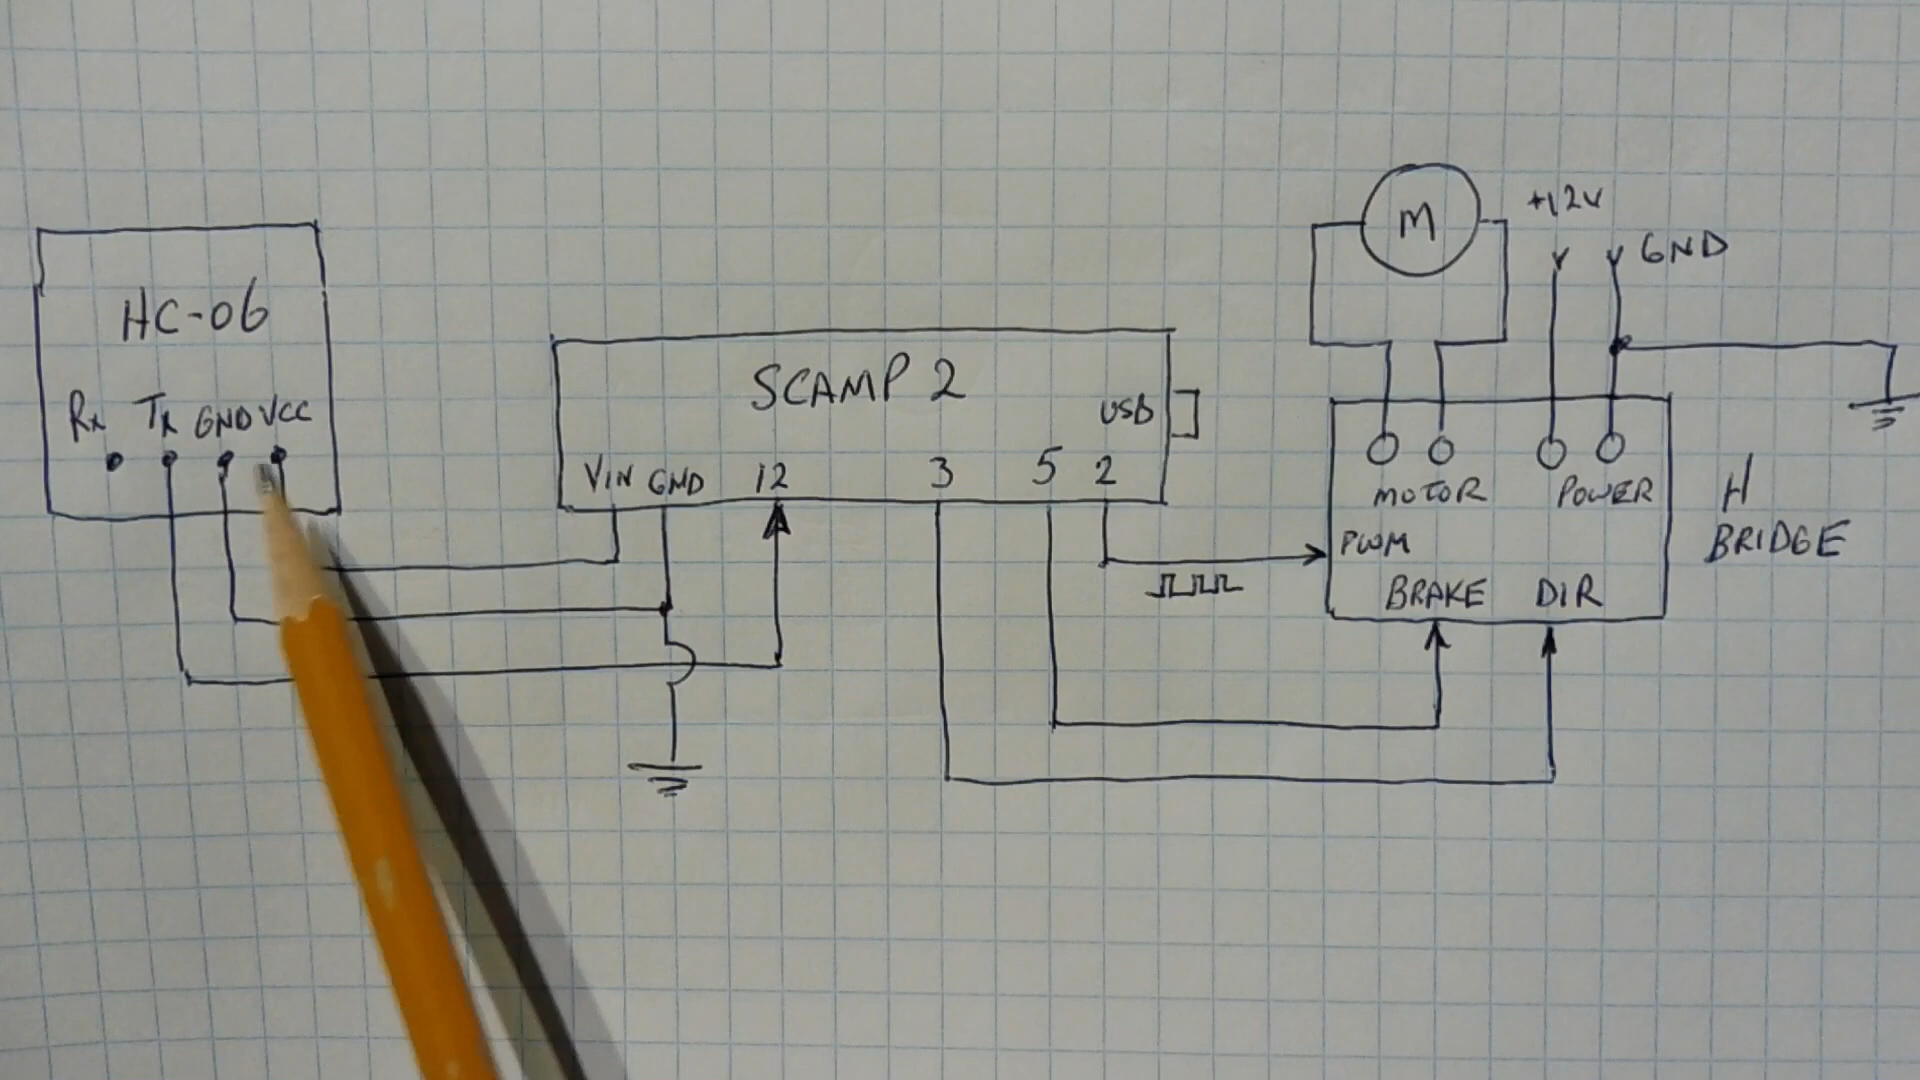 HC-06
Rx Tx GND VCC
SCAMP 2
USB
VIN GND 12 3 5 2
M
+12V
GND
MOTOR POWER
PWM
BRAKE DIR
H
BRIDGE